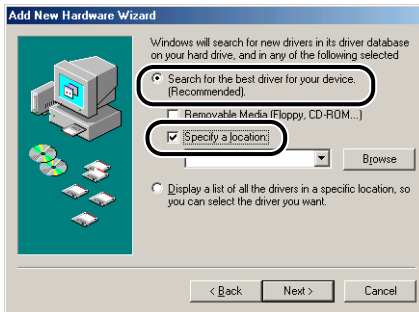 Add New Hardware Wizard
Windows will search for new drivers in its driver database
on your hard drive, and in any of the following selected
Search for the best driver for your device.
(Recommended).
Removable Media (Floppy, CD-ROM...)
Specify a location:
Browse
Display a list of all the drivers in a specific location, so
you can select the driver you want.
< Back
Next >
Cancel